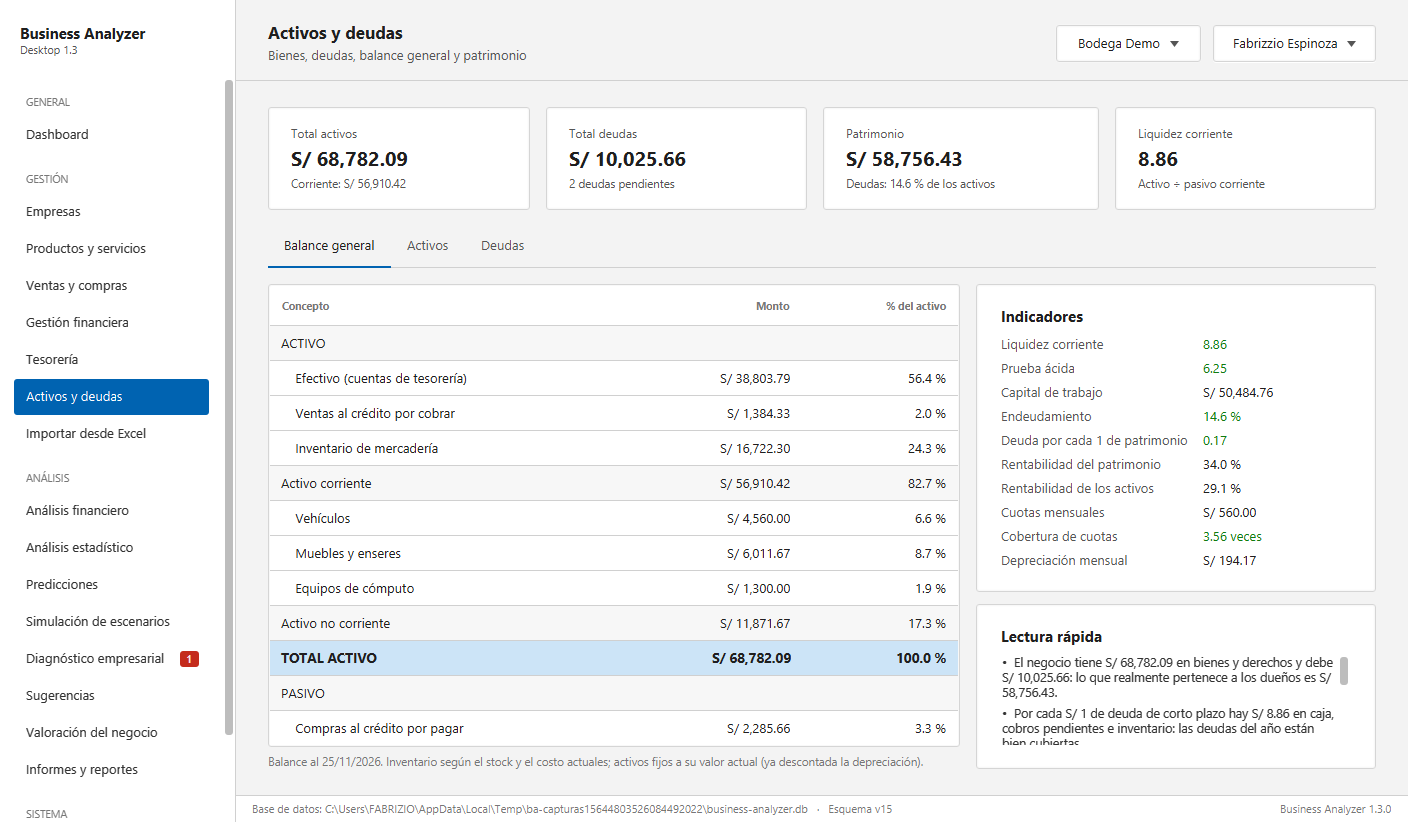 Business Analyzer
Desktop 1.3
GENERAL
Dashboard
GESTIÓN
Empresas
Productos y servicios
Ventas y compras
Gestión financiera
Tesorería
Activos y deudas
Importar desde Excel
ANÁLISIS
Análisis financiero
Análisis estadístico
Predicciones
Simulación de escenarios
Diagnóstico empresarial 1
Sugerencias
Valoración del negocio
Informes y reportes
SISTEMA
Activos y deudas
Bienes, deudas, balance general y patrimonio
Bodega Demo
Fabrizzio Espinoza
Total activos
S/ 68,782.09
Corriente: S/ 56,910.42
Total deudas
S/ 10,025.66
2 deudas pendientes
Patrimonio
S/ 58,756.43
Deudas: 14.6 % de los activos
Liquidez corriente
8.86
Activo ÷ pasivo corriente
Balance general Activos Deudas
Concepto Monto % del activo
ACTIVO
Efectivo (cuentas de tesorería) S/ 38,803.79 56.4 %
Ventas al crédito por cobrar S/ 1,384.33 2.0 %
Inventario de mercadería S/ 16,722.30 24.3 %
Activo corriente S/ 56,910.42 82.7 %
Vehículos S/ 4,560.00 6.6 %
Muebles y enseres S/ 6,011.67 8.7 %
Equipos de cómputo S/ 1,300.00 1.9 %
Activo no corriente S/ 11,871.67 17.3 %
TOTAL ACTIVO S/ 68,782.09 100.0 %
PASIVO
Compras al crédito por pagar S/ 2,285.66 3.3 %
Balance al 25/11/2026. Inventario según el stock y el costo actuales; activos fijos a su valor actual (ya descontada la depreciación).
Indicadores
Liquidez corriente 8.86
Prueba ácida 6.25
Capital de trabajo S/ 50,484.76
Endeudamiento 14.6 %
Deuda por cada 1 de patrimonio 0.17
Rentabilidad del patrimonio 34.0 %
Rentabilidad de los activos 29.1 %
Cuotas mensuales S/ 560.00
Cobertura de cuotas 3.56 veces
Depreciación mensual S/ 194.17
Lectura rápida
• El negocio tiene S/ 68,782.09 en bienes y derechos y debe
S/ 10,025.66: lo que realmente pertenece a los dueños es S/
58,756.43.
• Por cada S/ 1 de deuda de corto plazo hay S/ 8.86 en caja,
cobros pendientes e inventario: las deudas del año están
bien cubiertas.
Base de datos: C:\Users\FABRIZIO\AppData\Local\Temp\ba-capturas15644803526084492022\business-analyzer.db · Esquema v15
Business Analyzer 1.3.0